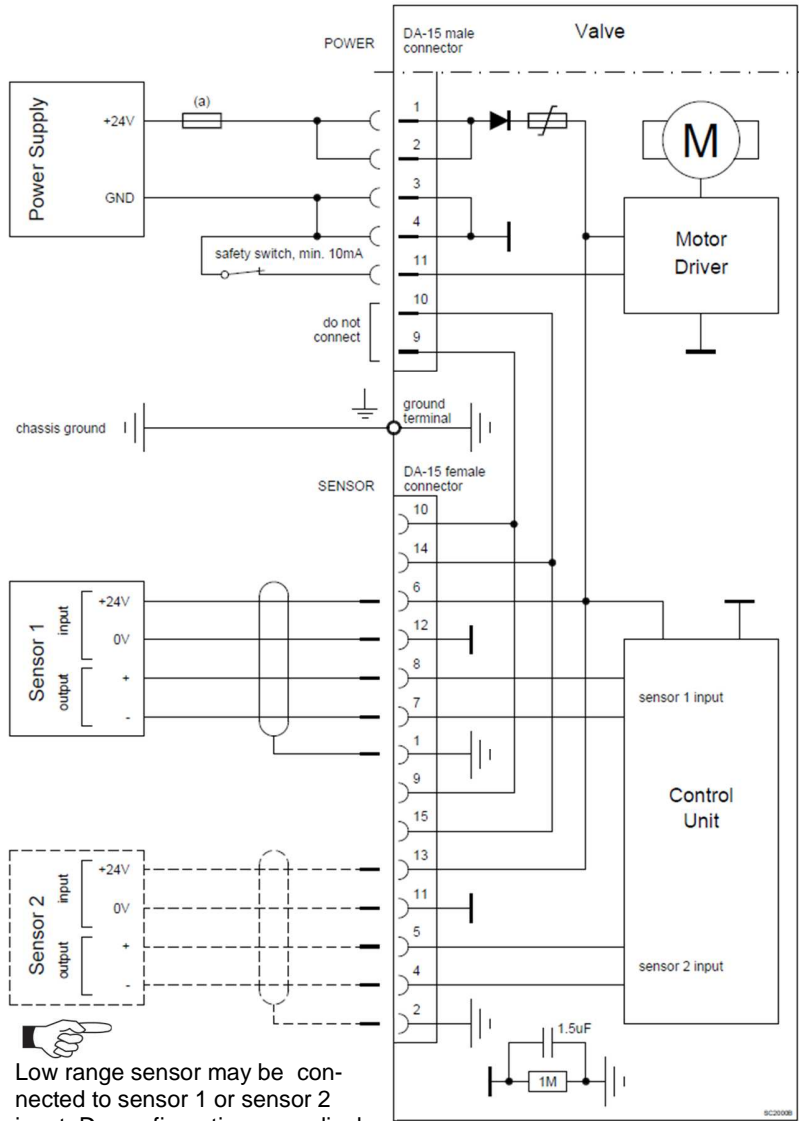 Valve
POWER
DA-15 male
connector
Power Supply
+24V
(a)
GND
safety switch, min. 10mA
do not
connect
1
2
3
4
11
10
9
M
Motor
Driver
chassis ground
ground
terminal
SENSOR
DA-15 female
connector
10
14
6
12
8
7
1
9
15
13
11
5
4
2
Sensor 1
input
output
+24V
0V
+
-
Sensor 2
input
output
+24V
0V
+
-
sensor 1 input
Control
Unit
sensor 2 input
1.5uF
1M
SC2000B
Low range sensor may be con-
nected to sensor 1 or sensor 2